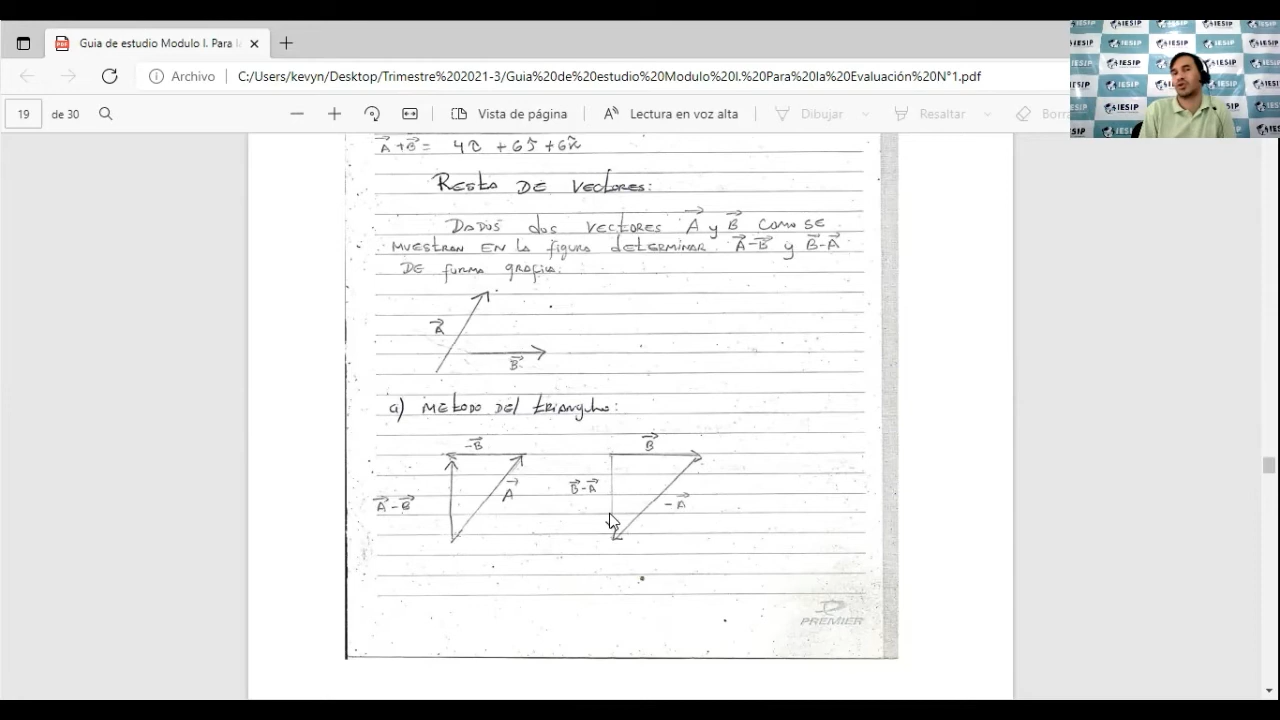 Guia de estudio Modulo I. Para la
Archivo
C:/Users/kevyn/Desktop/Trimestre%202021-3/Guia%20de%20estudio%20Modulo%20I.%20Para%20la%20Evaluación%20N°1.pdf
19 de 30
Vista de página
Lectura en voz alta
Dibujar
Resaltar
Borra
IESIP
A + B = 4i + 6j + 6k
Resta DE Vectores:
DADOS dos vectores A y B Como SE
MUESTRAN EN LA figura determinar A-B y B-A
DE forma grafica.
A
B
a) METODO DEl triangulo:
-B
A
A-B
B
B-A
-A
PREMIER